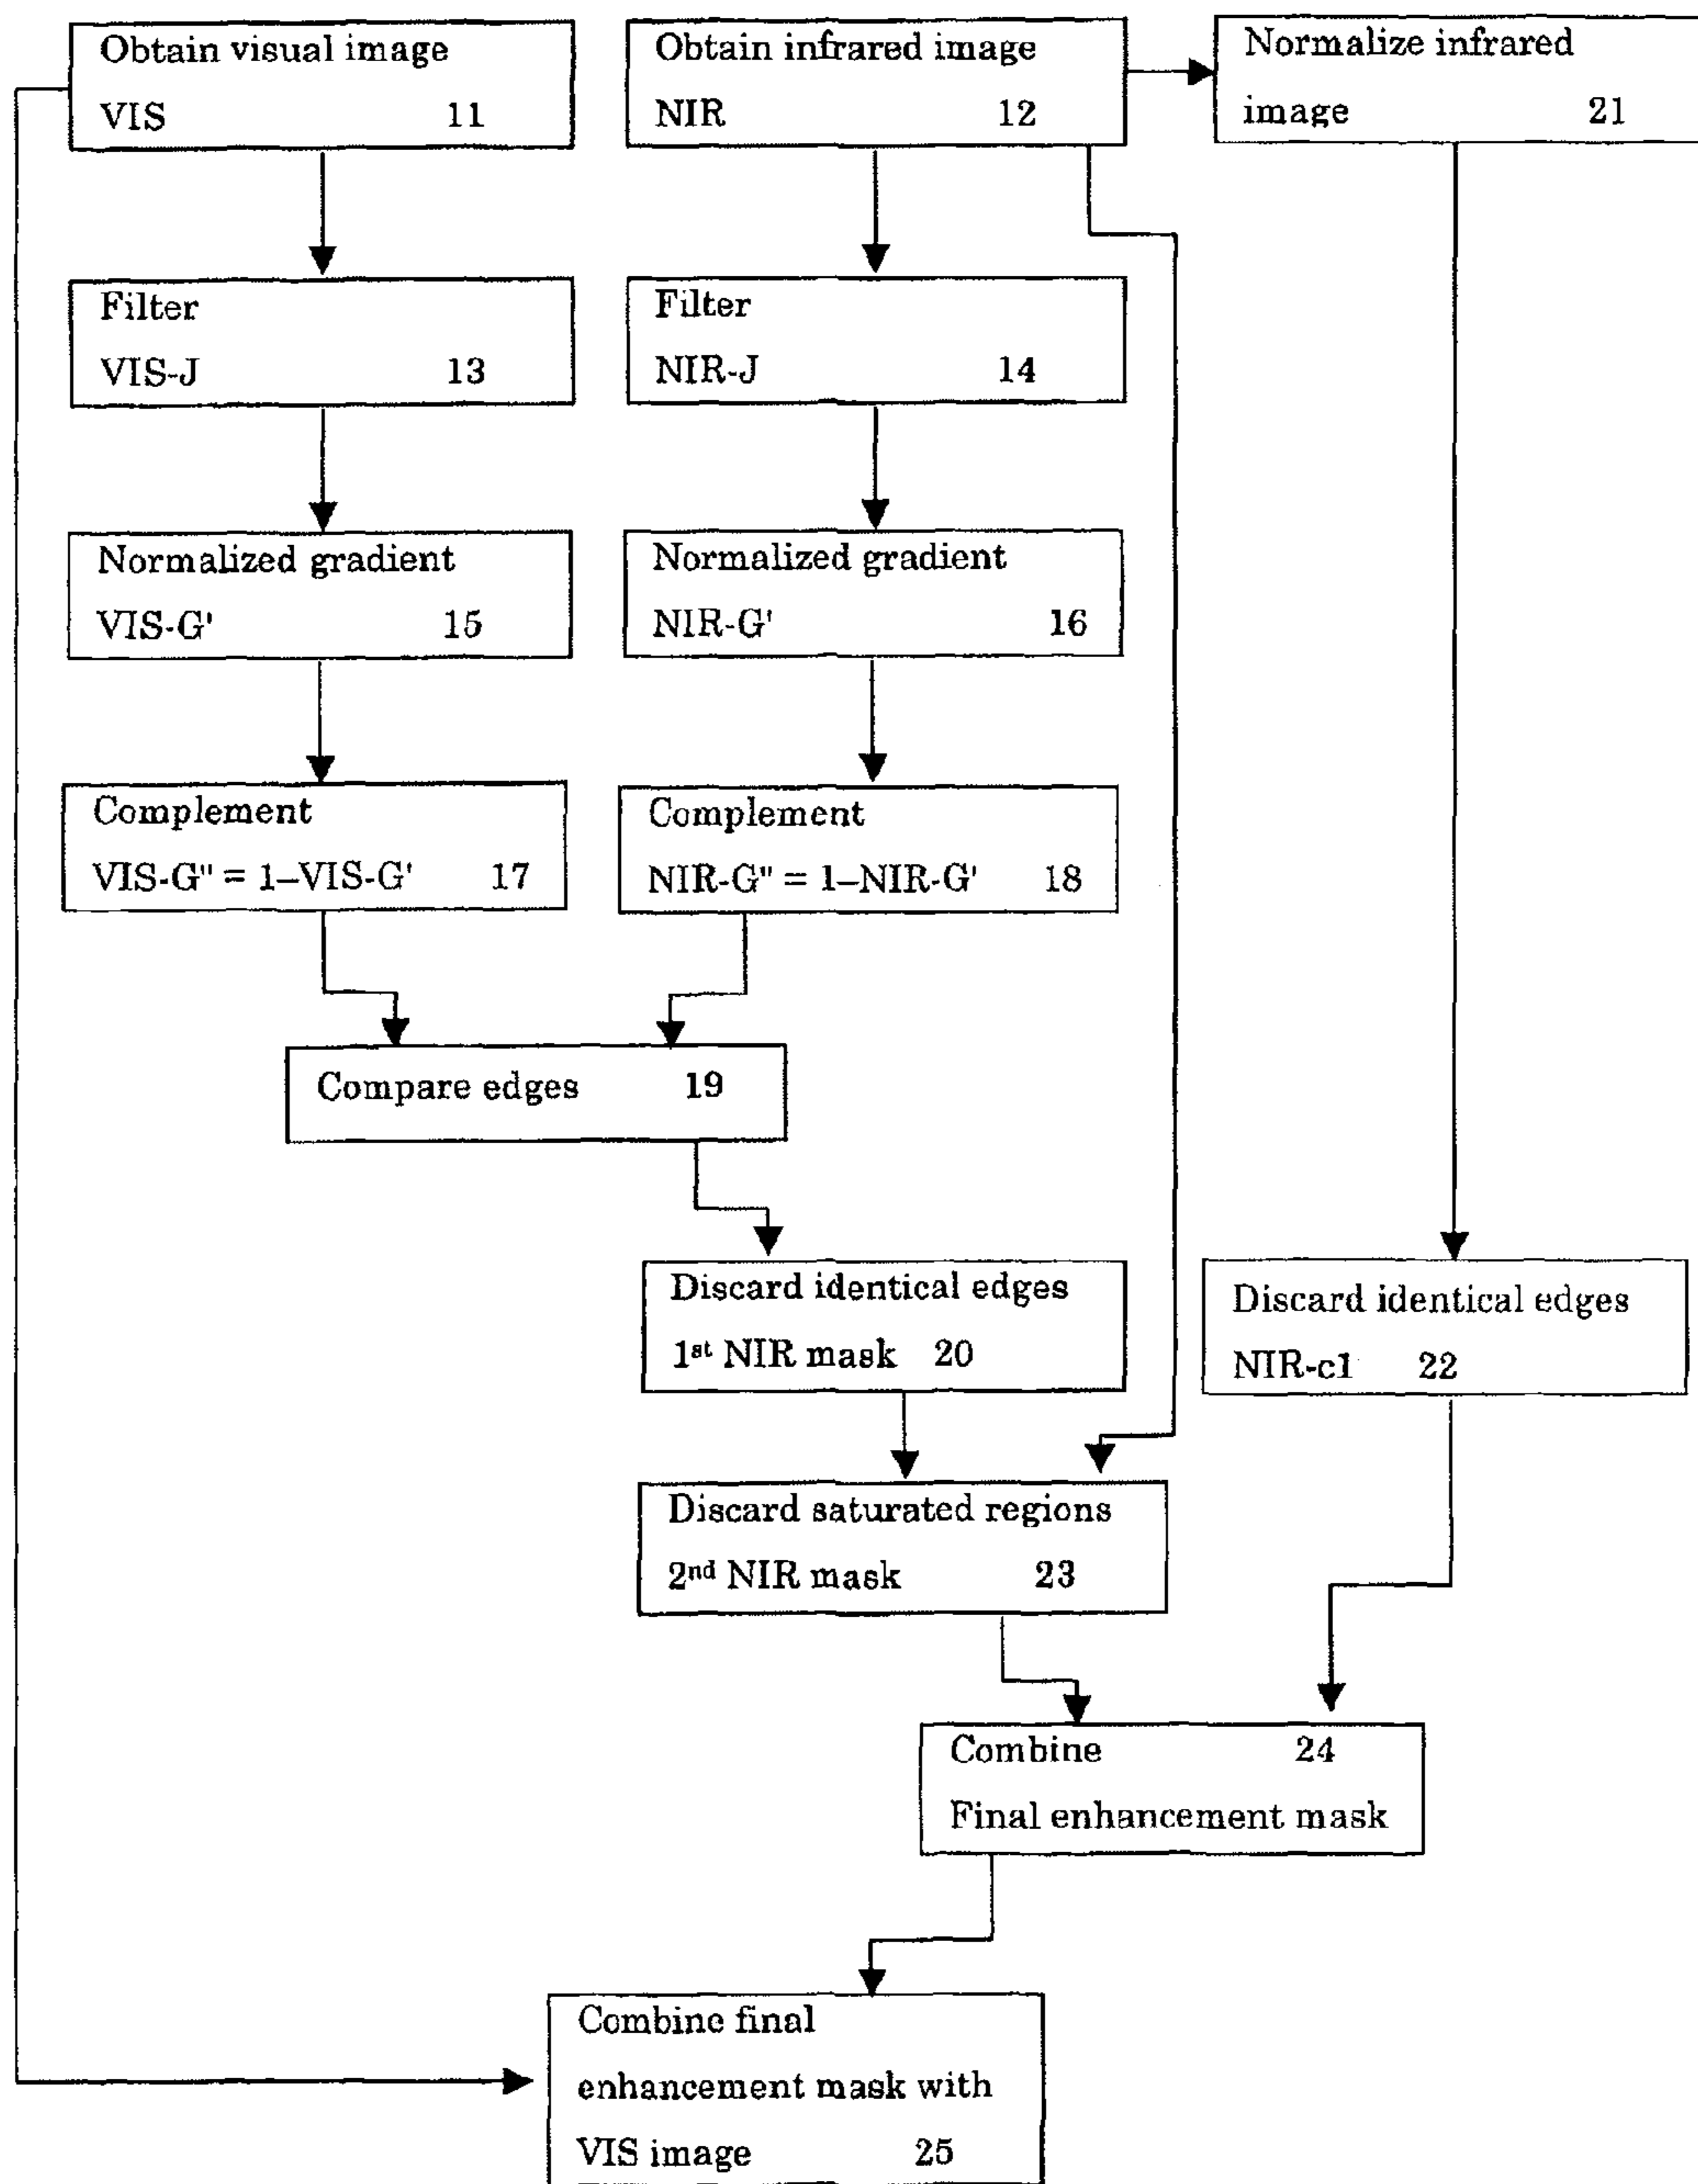 Obtain visual image
VIS 11
Obtain infrared image
NIR 12
Normalize infrared
image 21
Filter
VIS-J 13
Filter
NIR-J 14
Normalized gradient
VIS-G' 15
Normalized gradient
NIR-G' 16
Complement
VIS-G" = 1–VIS-G' 17
Complement
NIR-G" = 1–NIR-G' 18
Compare edges 19
Discard identical edges
1st NIR mask 20
Discard identical edges
NIR-c1 22
Discard saturated regions
2nd NIR mask 23
Combine 24
Final enhancement mask
Combine final
enhancement mask with
VIS image 25